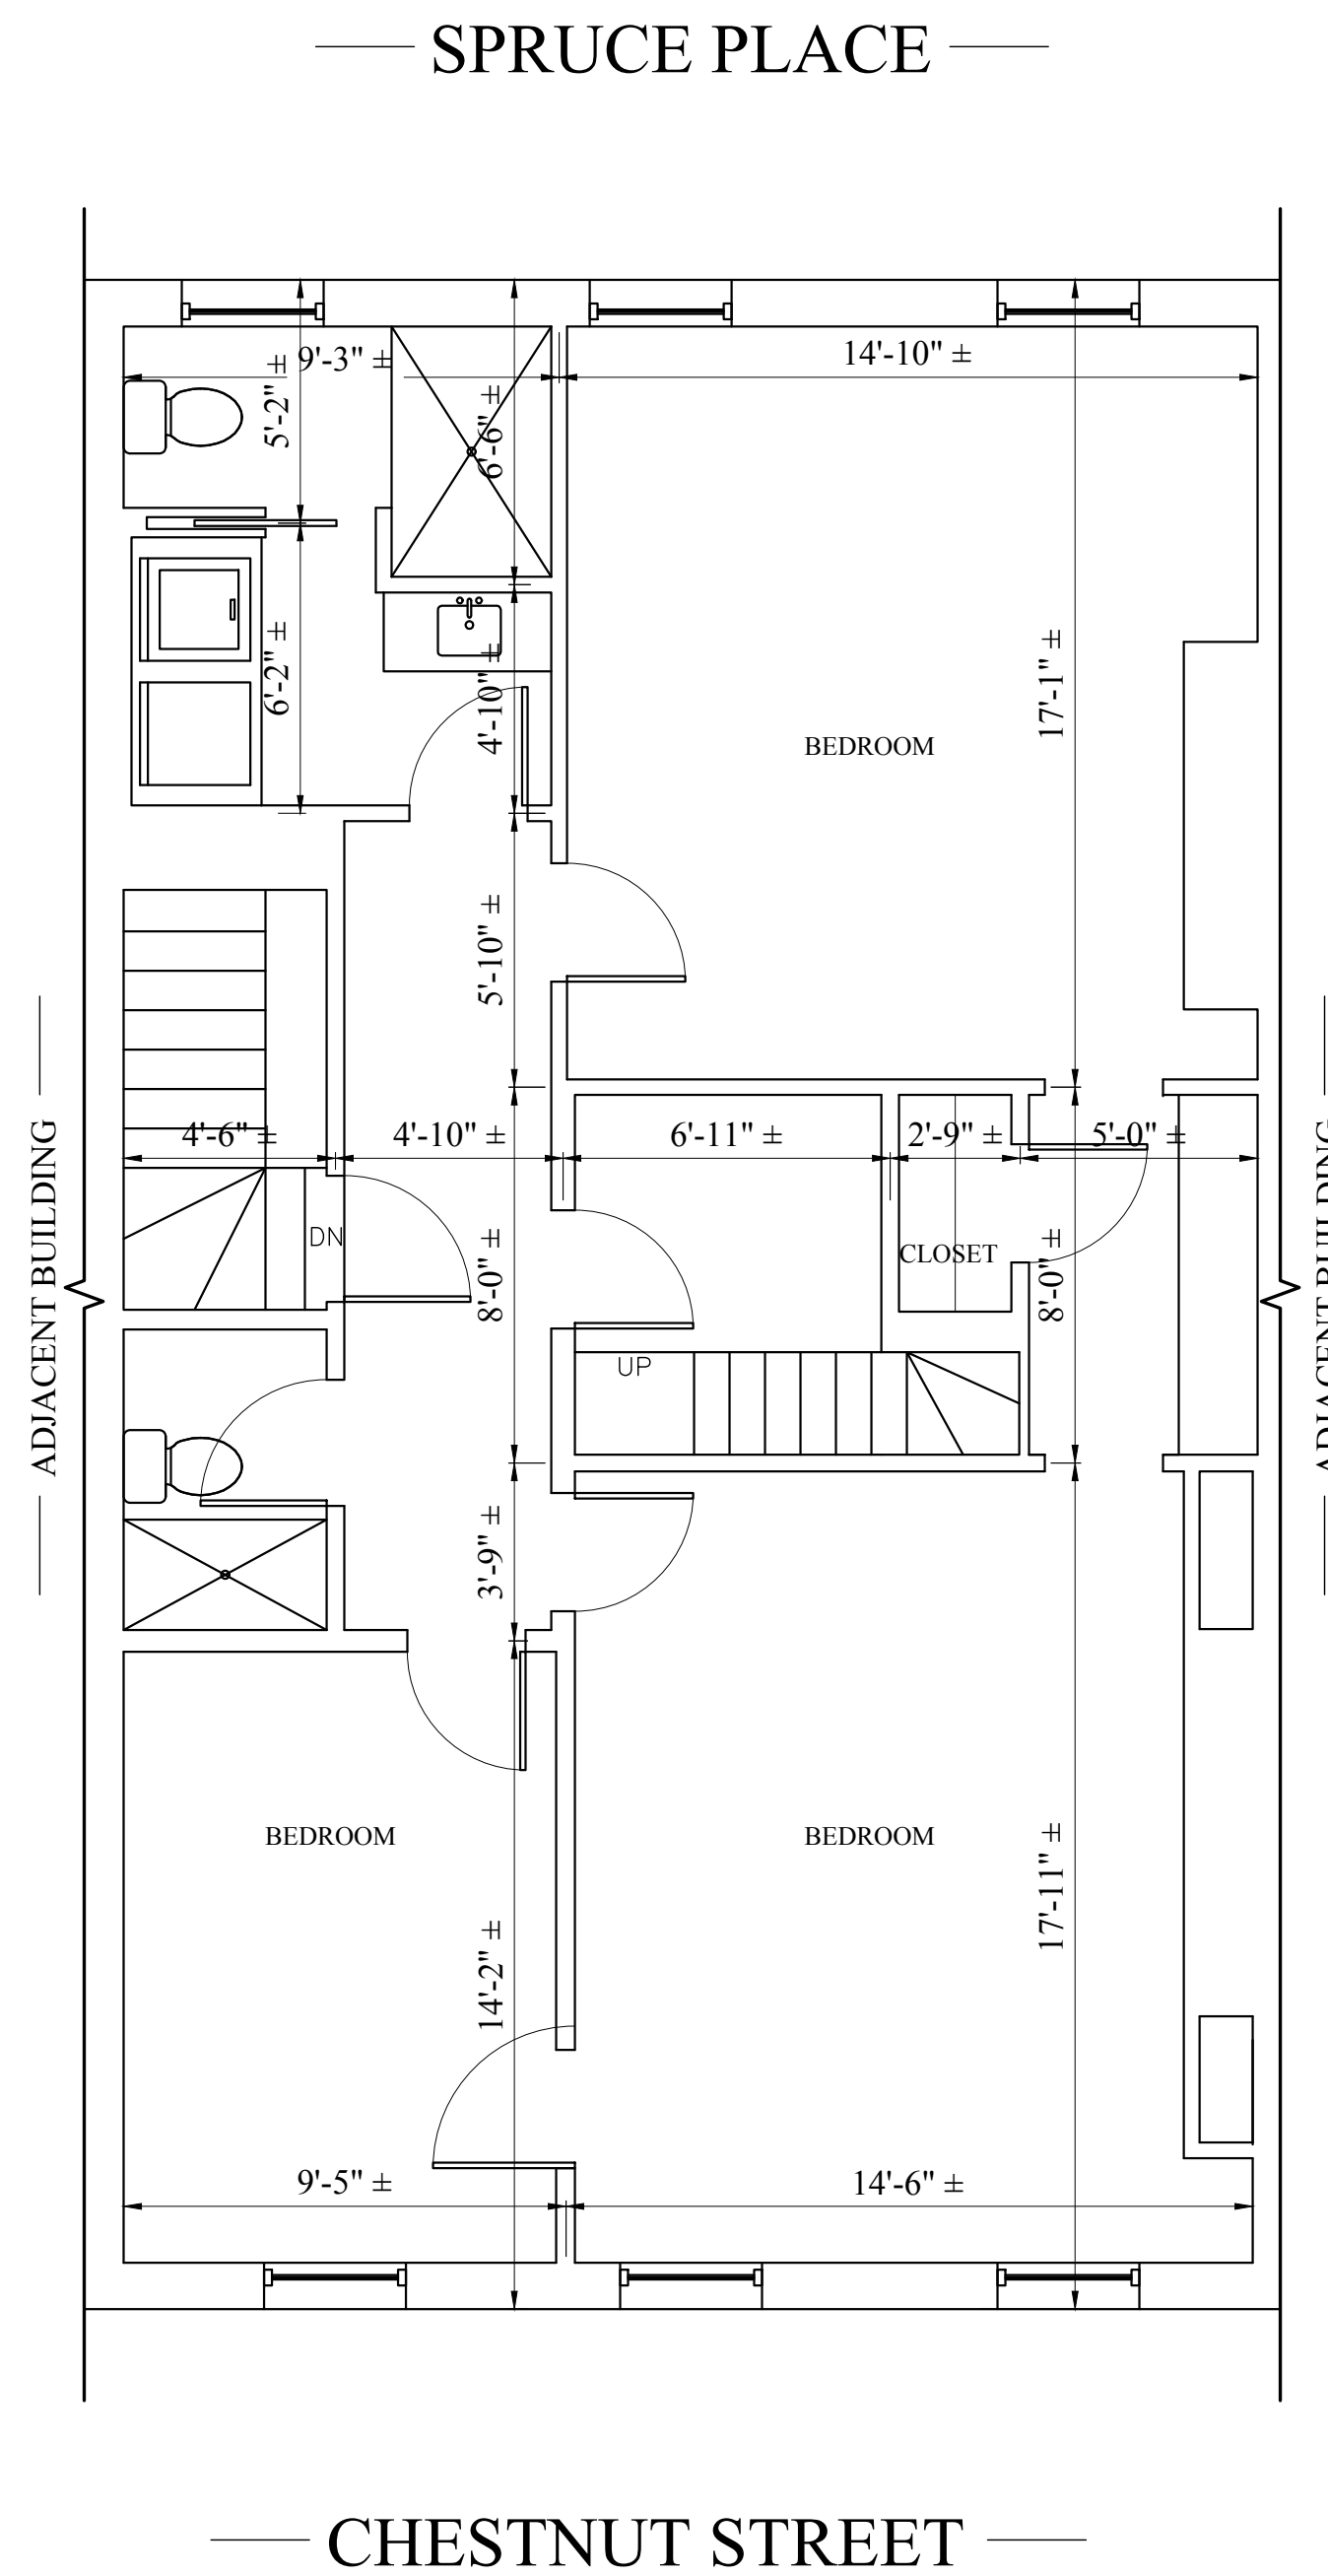 SPRUCE PLACE
9'-3" ±
14'-10" ±
5'-2" ±
6'-6" ±
6'-2" ±
4'-10" ±
17'-1" ±
BEDROOM
5'-10" ±
4'-6" ±
4'-10" ±
6'-11" ±
2'-9" ±
5'-0" ±
ADJACENT BUILDING
ADJACENT BUILDING
DN
8'-0" ±
CLOSET
8'-0" ±
UP
3'-9" ±
BEDROOM
BEDROOM
17'-11" ±
14'-2" ±
9'-5" ±
14'-6" ±
CHESTNUT STREET